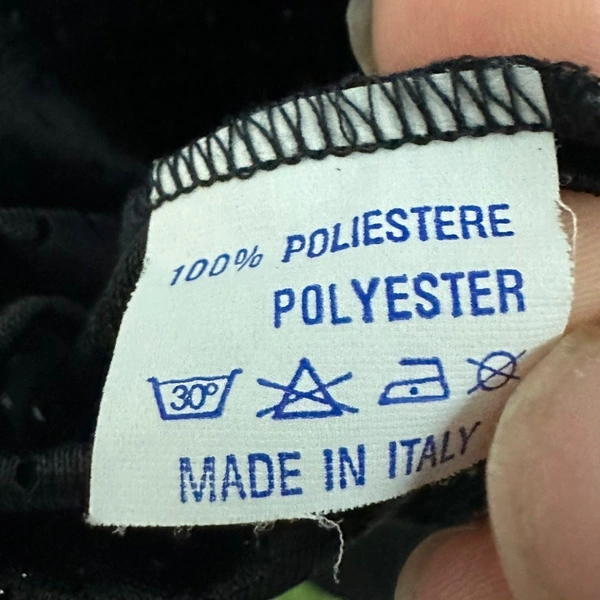 100% POLIESTERE
POLYESTER
30°
MADE IN ITALY